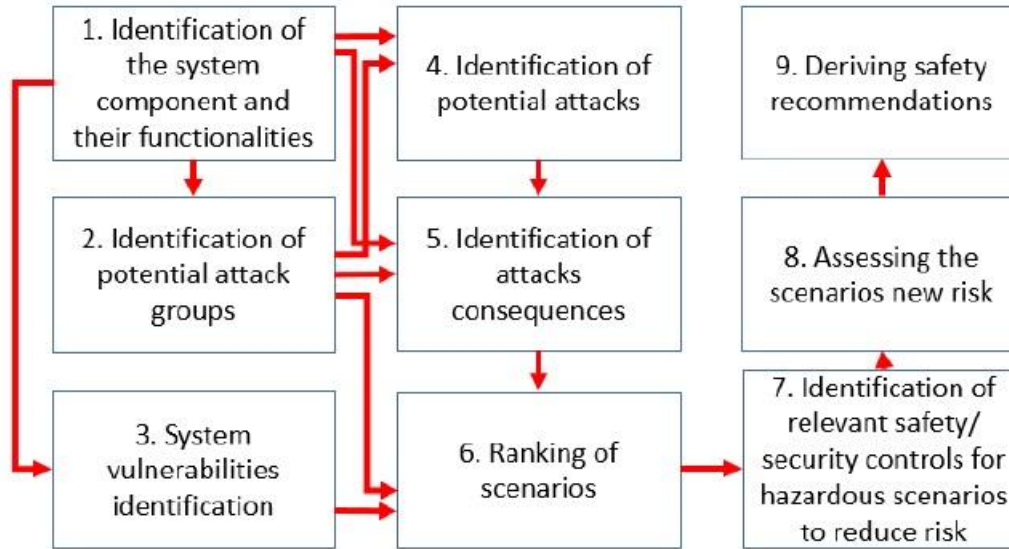 1. Identification of
the system
component and
their functionalities
2. Identification of
potential attack
groups
3. System
vulnerabilities
identification
4. Identification of
potential attacks
5. Identification of
attacks
consequences
6. Ranking of
scenarios
7. Identification of
relevant safety/
security controls for
hazardous scenarios
to reduce risk
8. Assessing the
scenarios new risk
9. Deriving safety
recommendations